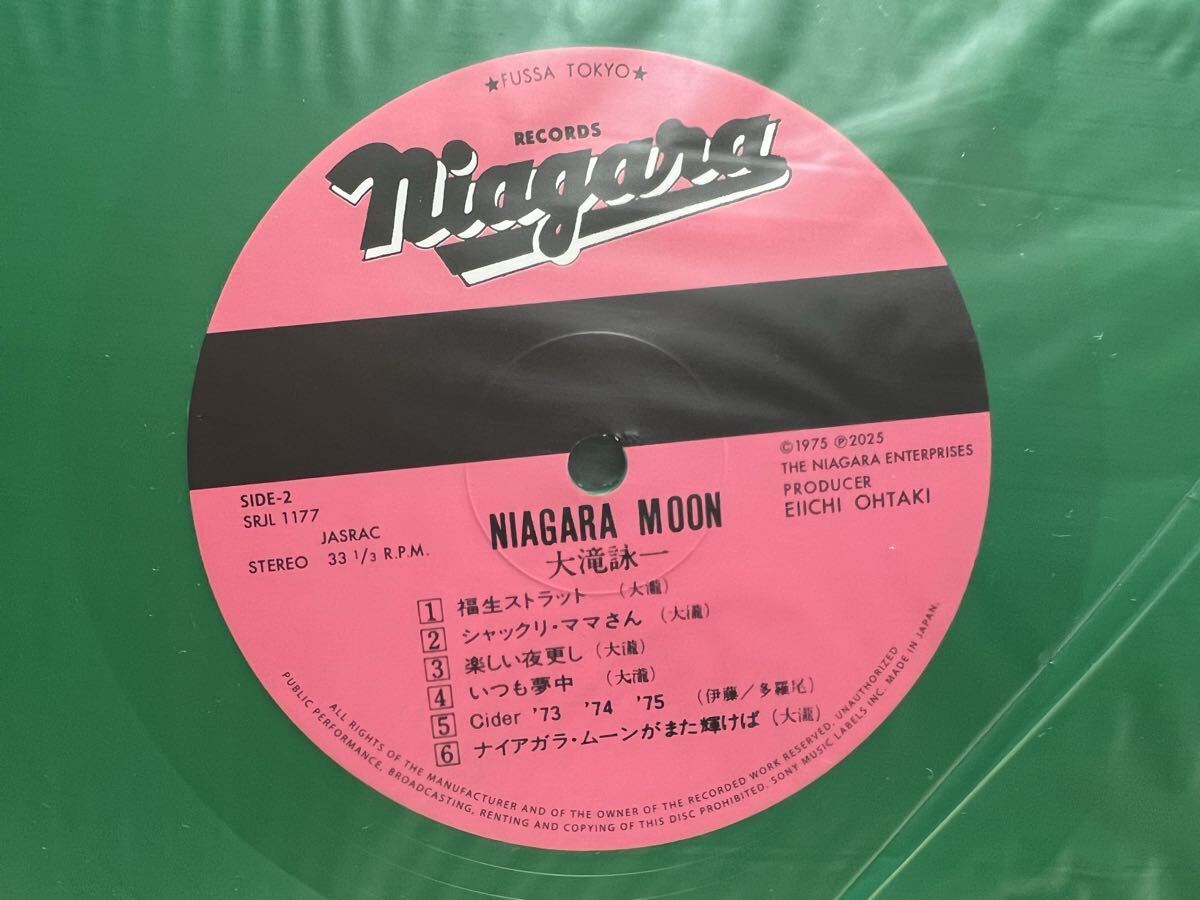 ★FUSSA TOKYO★
RECORDS
Niagara
©1975 ℗2025
THE NIAGARA ENTERPRISES
PRODUCER
EIICHI OHTAKI
SIDE-2
SRJL 1177
JASRAC
STEREO 33 1/3 R.P.M.
NIAGARA MOON
大滝詠一
1 福生ストラット (大瀧)
2 シャックリ・ママさん (大瀧)
3 楽しい夜更し (大瀧)
4 いつも夢中 (大瀧)
5 Cider '73 '74 '75 (伊藤/多羅尾)
6 ナイアガラ・ムーンがまた輝けば (大瀧)
ALL RIGHTS OF THE MANUFACTURER AND OF THE OWNER OF THE RECORDED WORK RESERVED. UNAUTHORIZED
PUBLIC PERFORMANCE, BROADCASTING, RENTING AND COPYING OF THIS DISC PROHIBITED. SONY MUSIC LABELS INC. MADE IN JAPAN.